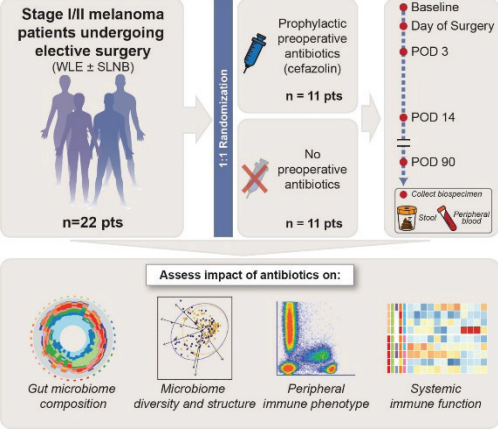 Stage I/II melanoma
patients undergoing
elective surgery
(WLE ± SLNB)
n=22 pts
1:1 Randomization
Prophylactic
preoperative
antibiotics
(cefazolin)
n = 11 pts
No
preoperative
antibiotics
n = 11 pts
Baseline
Day of Surgery
POD 3
POD 14
POD 90
Collect biospecimen
Stool
Peripheral
blood
Assess impact of antibiotics on:
Gut microbiome
composition
Microbiome
diversity and structure
Peripheral
immune phenotype
Systemic
immune function